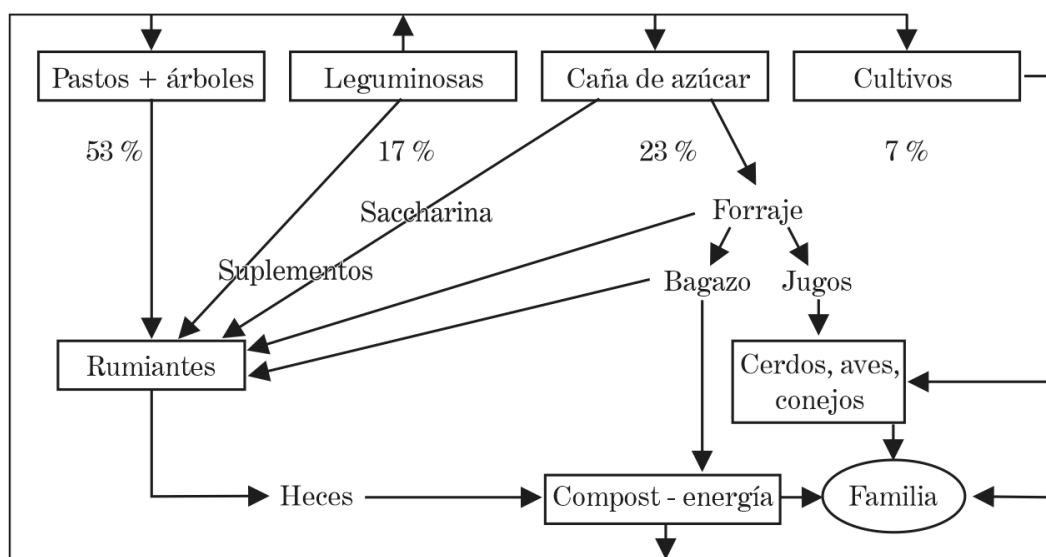 Pastos + árboles
Leguminosas
Caña de azúcar
Cultivos
53 %
17 %
23 %
7 %
Saccharina
Forraje
Suplementos
Bagazo
Jugos
Rumiantes
Cerdos, aves,
conejos
Heces
Compost - energía
Familia